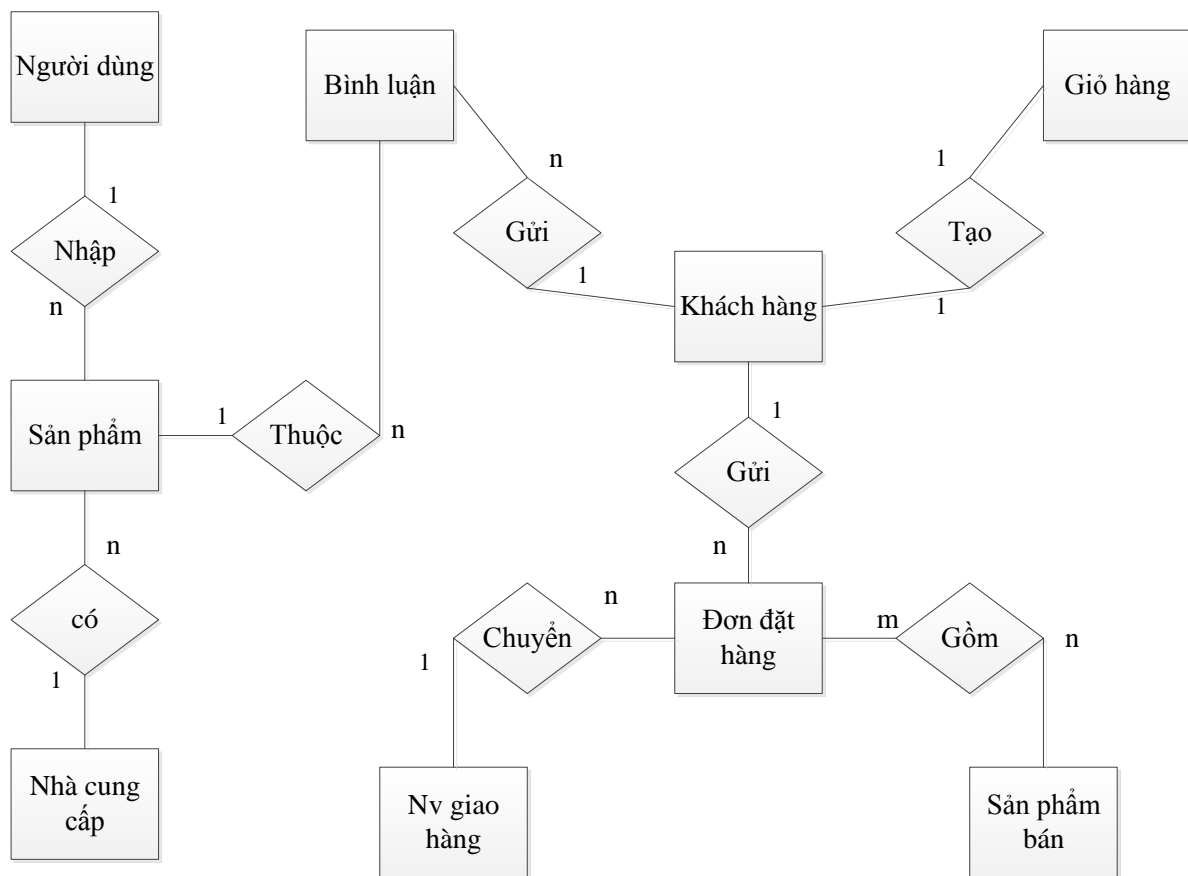 Người dùng
Bình luận
Giỏ hàng
n
1
1
Nhập
n
Gửi
1
Tạo
1
Khách hàng
Sản phẩm
1
Thuộc
n
1
Gửi
n
n
có
1
n
Chuyển
1
Đơn đặt
hàng
m
Gồm
n
Nhà cung
cấp
Nv giao
hàng
Sản phẩm
bán